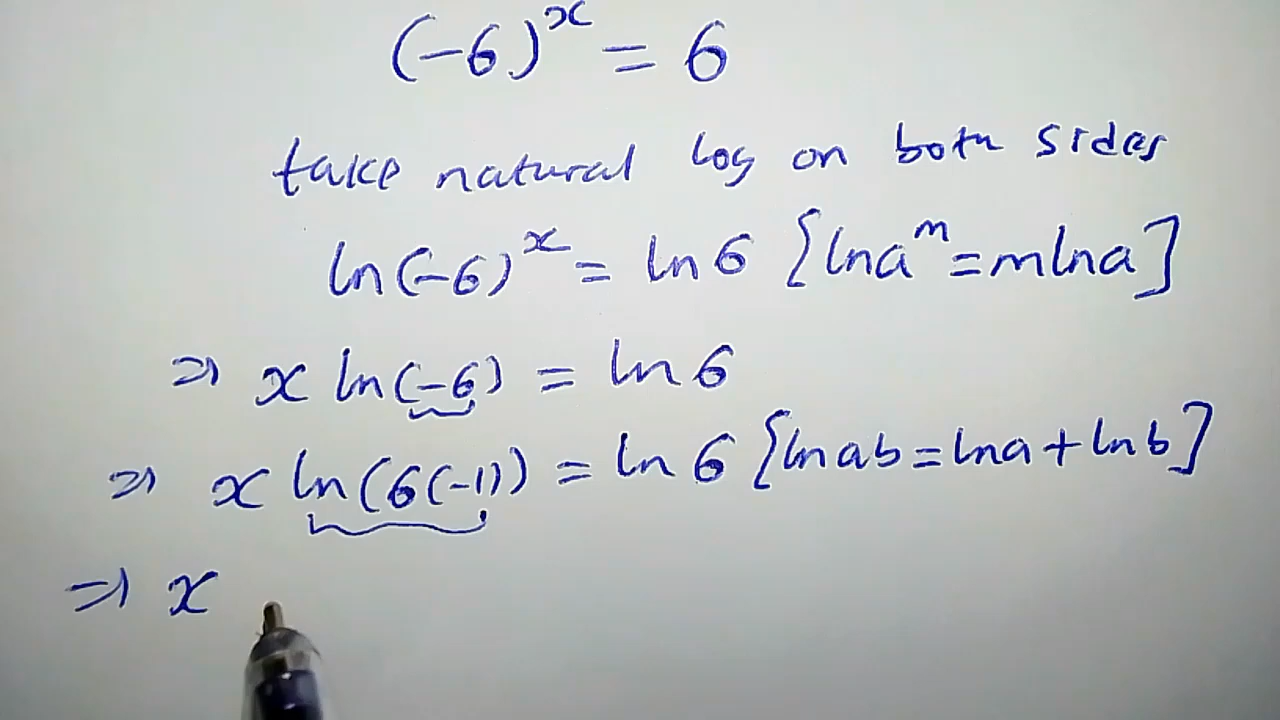 (-6)^x = 6
take natural log on both sides
ln(-6)^x = ln 6 [ln a^m = m ln a]
⇒ x ln(-6) = ln 6
⇒ x ln(6(-1)) = ln 6 [ln ab = ln a + ln b]
⇒ x